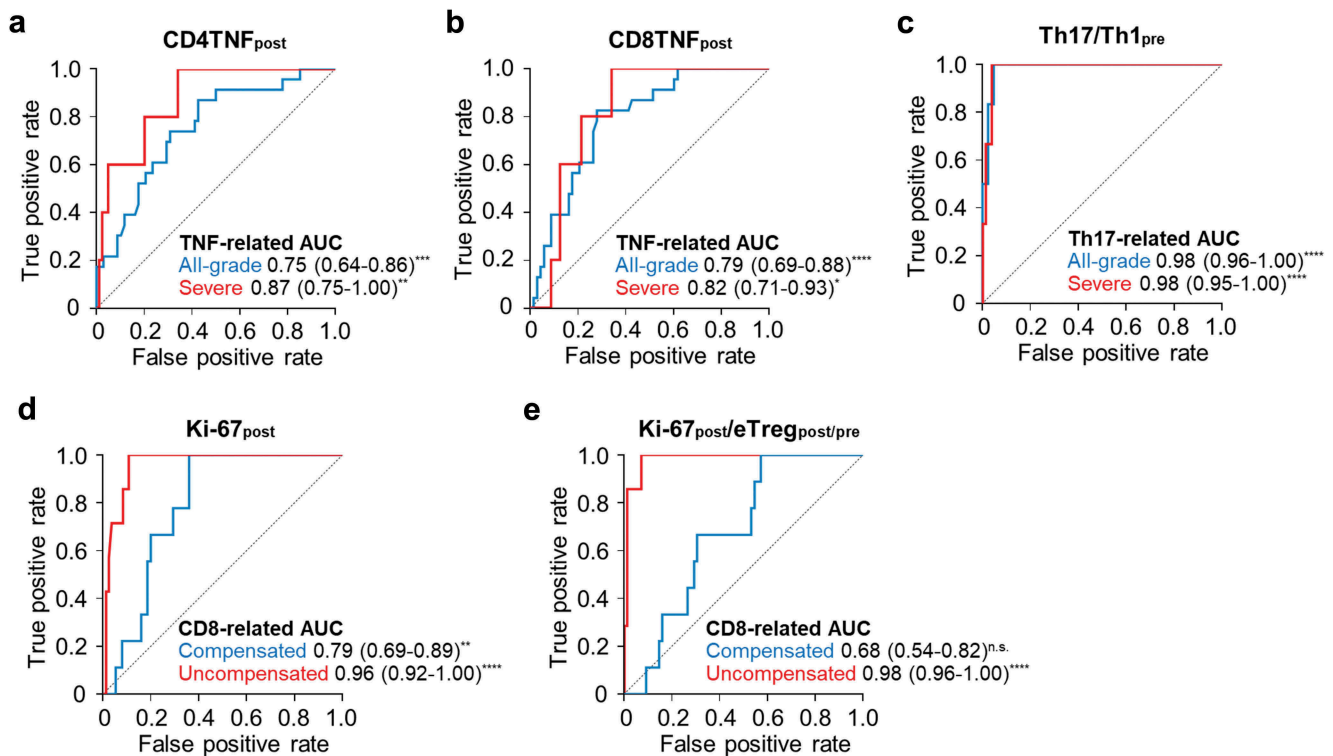 a
CD4TNFpost
True positive rate
1.0
0.8
0.6
0.4
0.2
0
TNF-related AUC
All-grade 0.75 (0.64-0.86)***
Severe 0.87 (0.75-1.00)**
0 0.2 0.4 0.6 0.8 1.0
False positive rate
b
CD8TNFpost
True positive rate
1.0
0.8
0.6
0.4
0.2
0
TNF-related AUC
All-grade 0.79 (0.69-0.88)****
Severe 0.82 (0.71-0.93)*
0 0.2 0.4 0.6 0.8 1.0
False positive rate
c
Th17/Th1pre
True positive rate
1.0
0.8
0.6
0.4
0.2
0
Th17-related AUC
All-grade 0.98 (0.96-1.00)****
Severe 0.98 (0.95-1.00)****
0 0.2 0.4 0.6 0.8 1.0
False positive rate
d
Ki-67post
True positive rate
1.0
0.8
0.6
0.4
0.2
0
CD8-related AUC
Compensated 0.79 (0.69-0.89)**
Uncompensated 0.96 (0.92-1.00)****
0 0.2 0.4 0.6 0.8 1.0
False positive rate
e
Ki-67post/eTregpost/pre
True positive rate
1.0
0.8
0.6
0.4
0.2
0
CD8-related AUC
Compensated 0.68 (0.54-0.82)n.s.
Uncompensated 0.98 (0.96-1.00)****
0 0.2 0.4 0.6 0.8 1.0
False positive rate